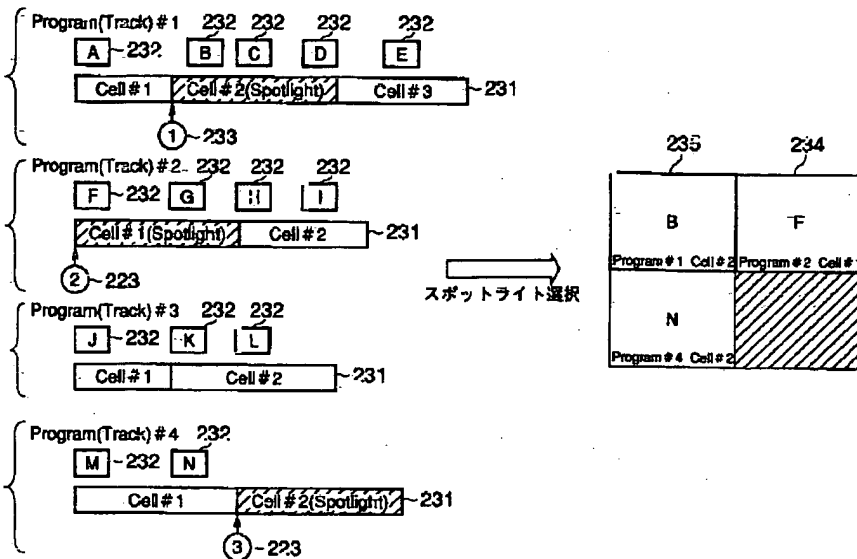 Program(Track)#1
232 232 232 232
A 232 B C D E
Cell#1 Cell#2(Spotlight) Cell#3 231
1 233
Program(Track)#2 232 232 232
F 232 G H I
Cell#1(Spotlight) Cell#2 231
2 223
Program(Track)#3 232 232
J 232 K L
Cell#1 Cell#2 231
Program(Track)#4 232
M 232 N
Cell#1 Cell#2(Spotlight) 231
3 223
スポットライト選択
235 234
B F
Program#1 Cell#2 Program#2 Cell#1
N
Program#4 Cell#2